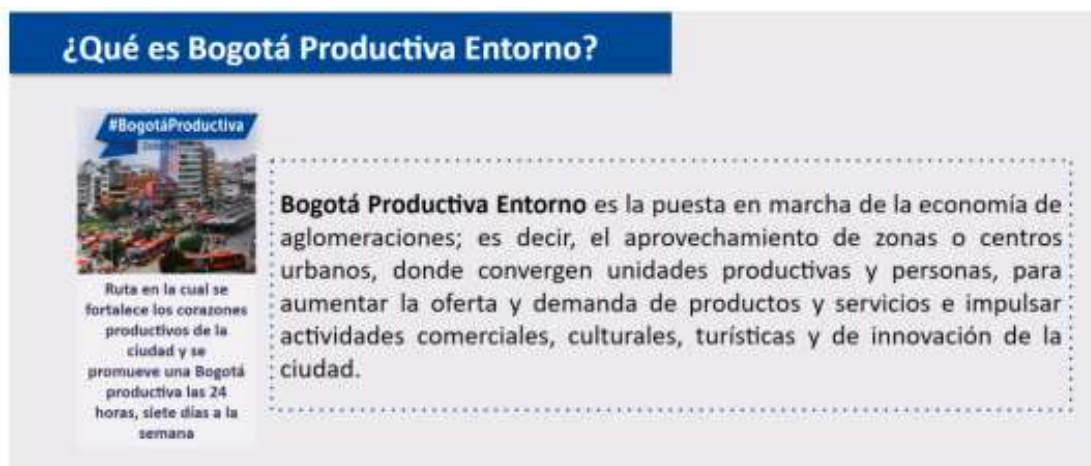 ¿Qué es Bogotá Productiva Entorno?
#BogotáProductiva
Ruta en la cual se
fortalece los corazones
productivos de la
ciudad y se
promueve una Bogotá
productiva las 24
horas, siete días a la
semana
Bogotá Productiva Entorno es la puesta en marcha de la economía de
aglomeraciones; es decir, el aprovechamiento de zonas o centros
urbanos, donde convergen unidades productivas y personas, para
aumentar la oferta y demanda de productos y servicios e impulsar
actividades comerciales, culturales, turísticas y de innovación de la
ciudad.